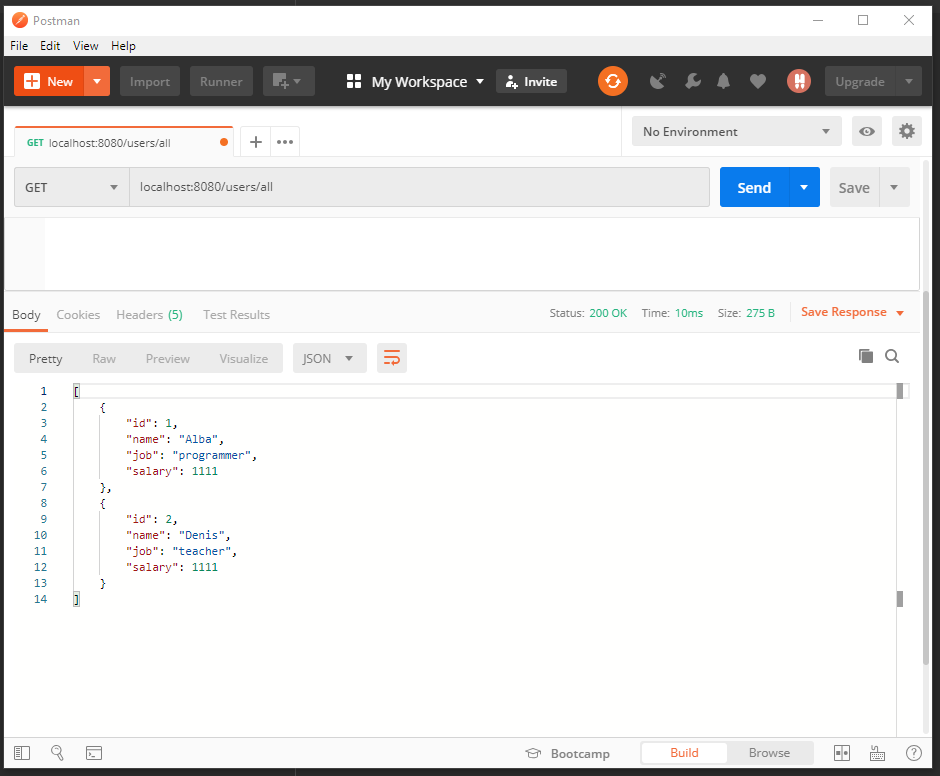 Postman
File Edit View Help
New Import Runner My Workspace Invite Upgrade
GET localhost:8080/users/all No Environment
GET localhost:8080/users/all Send Save
Body Cookies Headers (5) Test Results Status: 200 OK Time: 10ms Size: 275 B Save Response
Pretty Raw Preview Visualize JSON
1 [
2 {
3 "id": 1,
4 "name": "Alba",
5 "job": "programmer",
6 "salary": 1111
7 },
8 {
9 "id": 2,
10 "name": "Denis",
11 "job": "teacher",
12 "salary": 1111
13 }
14 ]
Bootcamp Build Browse